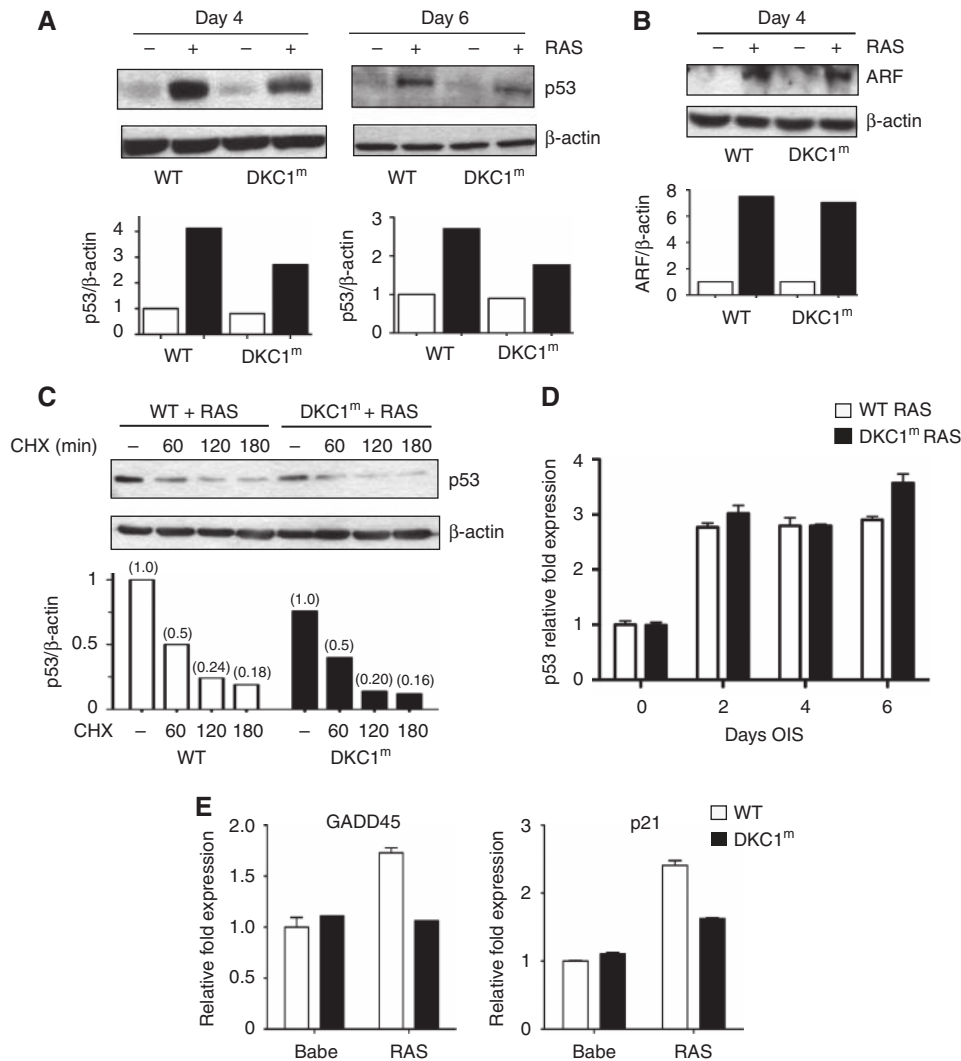 A
Day 4
Day 6
– + – + RAS
– + – +
p53
β-actin
WT DKC1m
WT DKC1m
p53/β-actin
4
3
2
1
0
WT DKC1m
p53/β-actin
3
2
1
0
WT DKC1m
B
Day 4
– + – + RAS
ARF
β-actin
WT DKC1m
ARF/β-actin
8
6
4
2
0
WT DKC1m
C
WT + RAS DKC1m + RAS
CHX (min) – 60 120 180 – 60 120 180
p53
β-actin
p53/β-actin
1
0.5
0
(1.0)
(0.5)
(0.24)
(0.18)
(1.0)
(0.5)
(0.20)
(0.16)
CHX – 60 120 180 – 60 120 180
WT DKC1m
D
WT RAS
DKC1m RAS
p53 relative fold expression
4
3
2
1
0
0 2 4 6
Days OIS
E
GADD45
Relative fold expression
2.0
1.5
1.0
0.5
0.0
Babe RAS
p21
WT
DKC1m
Relative fold expression
3
2
1
0
Babe RAS